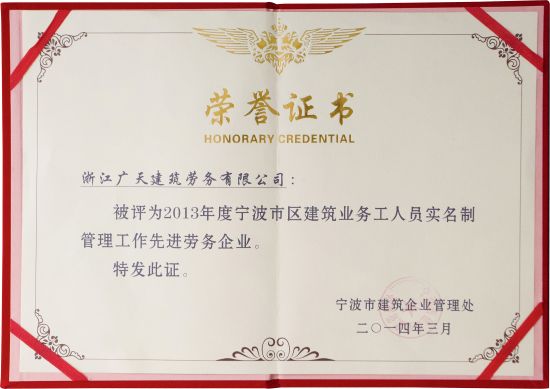 荣誉证书
HONORARY CREDENTIAL
浙江广天建筑劳务有限公司：
被评为2013年度宁波市区建筑业务工人员实名制
管理工作先进劳务企业。
特发此证。
宁波市建筑企业管理处
二〇一四年三月